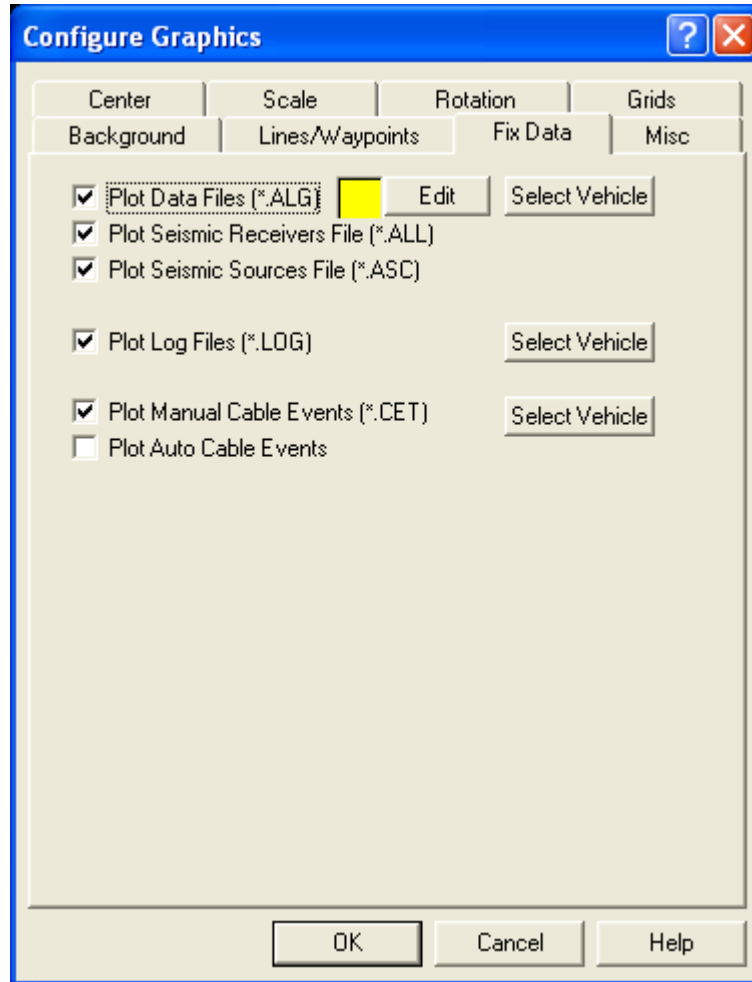 Configure Graphics
Center Scale Rotation Grids
Background Lines/Waypoints Fix Data Misc
Plot Data Files (*.ALG) Edit Select Vehicle
Plot Seismic Receivers File (*.ALL)
Plot Seismic Sources File (*.ASC)
Plot Log Files (*.LOG) Select Vehicle
Plot Manual Cable Events (*.CET) Select Vehicle
Plot Auto Cable Events
OK Cancel Help